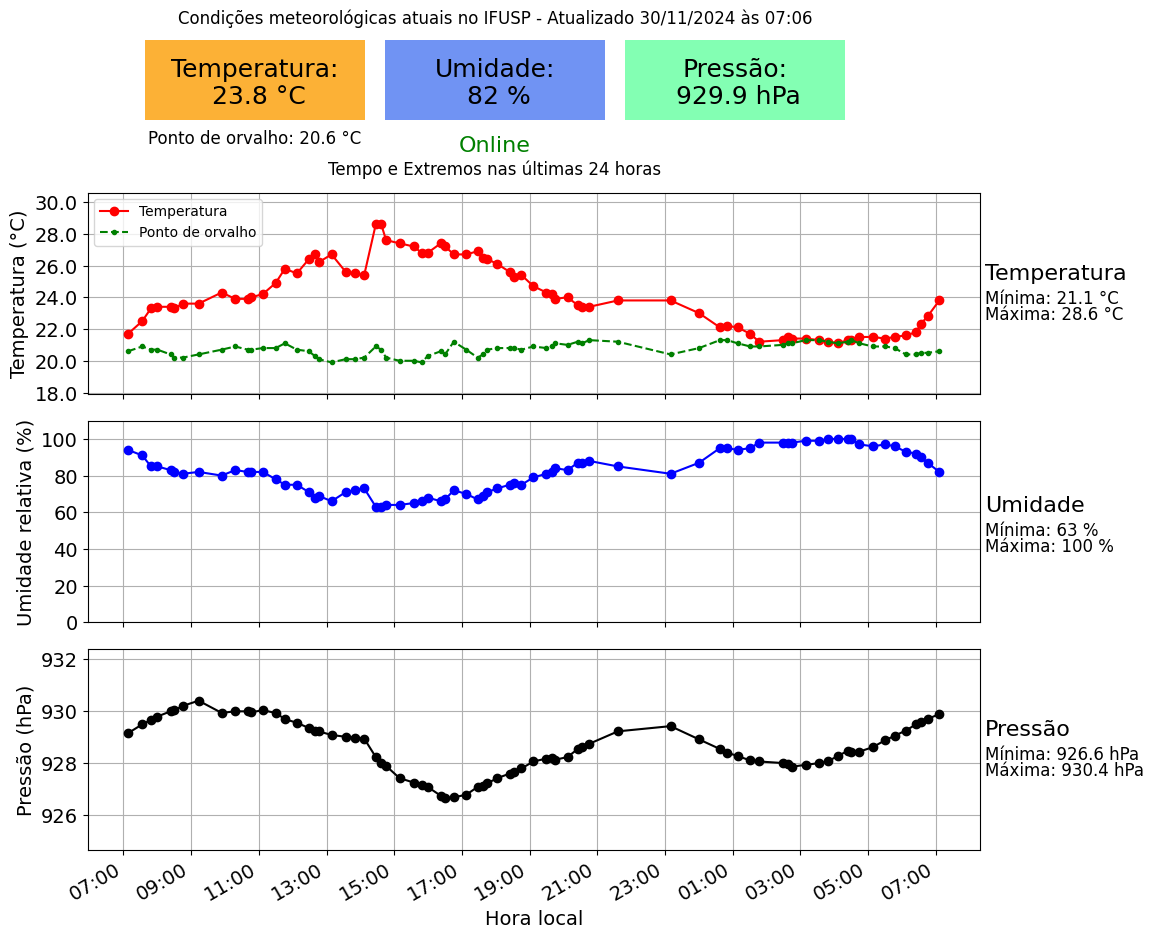 Condições meteorológicas atuais no IFUSP - Atualizado 30/11/2024 às 07:06
Temperatura:
23.8 °C
Umidade:
82 %
Pressão:
929.9 hPa
Ponto de orvalho: 20.6 °C
Online
Tempo e Extremos nas últimas 24 horas
Temperatura (°C)
30.0
28.0
26.0
24.0
22.0
20.0
18.0
Temperatura
Ponto de orvalho
Temperatura
Mínima: 21.1 °C
Máxima: 28.6 °C
Umidade relativa (%)
100
80
60
40
20
0
Umidade
Mínima: 63 %
Máxima: 100 %
Pressão (hPa)
932
930
928
926
Pressão
Mínima: 926.6 hPa
Máxima: 930.4 hPa
07:00
09:00
11:00
13:00
15:00
17:00
19:00
21:00
23:00
01:00
03:00
05:00
07:00
Hora local